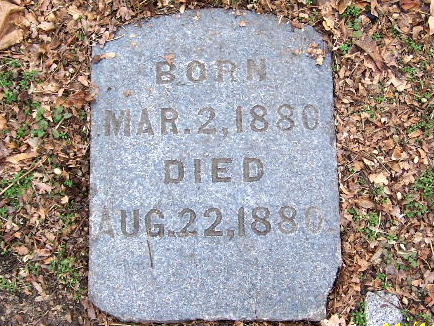 BORN
MAR. 2, 1880.
DIED
AUG. 22, 1880.